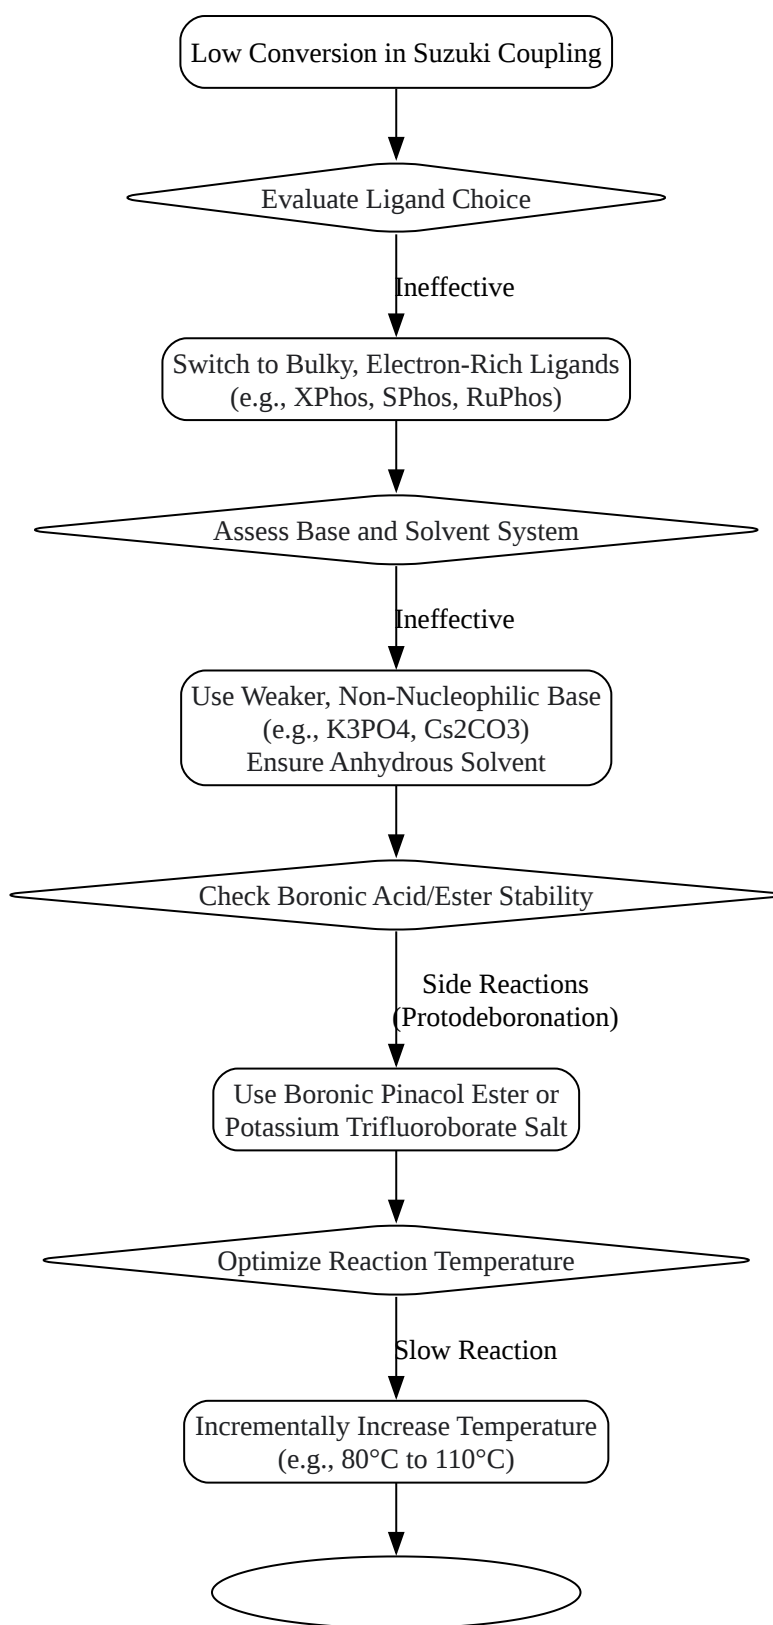 Low Conversion in Suzuki Coupling
Evaluate Ligand Choice
Ineffective
Switch to Bulky, Electron-Rich Ligands
(e.g., XPhos, SPhos, RuPhos)
Assess Base and Solvent System
Ineffective
Use Weaker, Non-Nucleophilic Base
(e.g., K3PO4, Cs2CO3)
Ensure Anhydrous Solvent
Check Boronic Acid/Ester Stability
Side Reactions
(Protodeboronation)
Use Boronic Pinacol Ester or
Potassium Trifluoroborate Salt
Optimize Reaction Temperature
Slow Reaction
Incrementally Increase Temperature
(e.g., 80°C to 110°C)